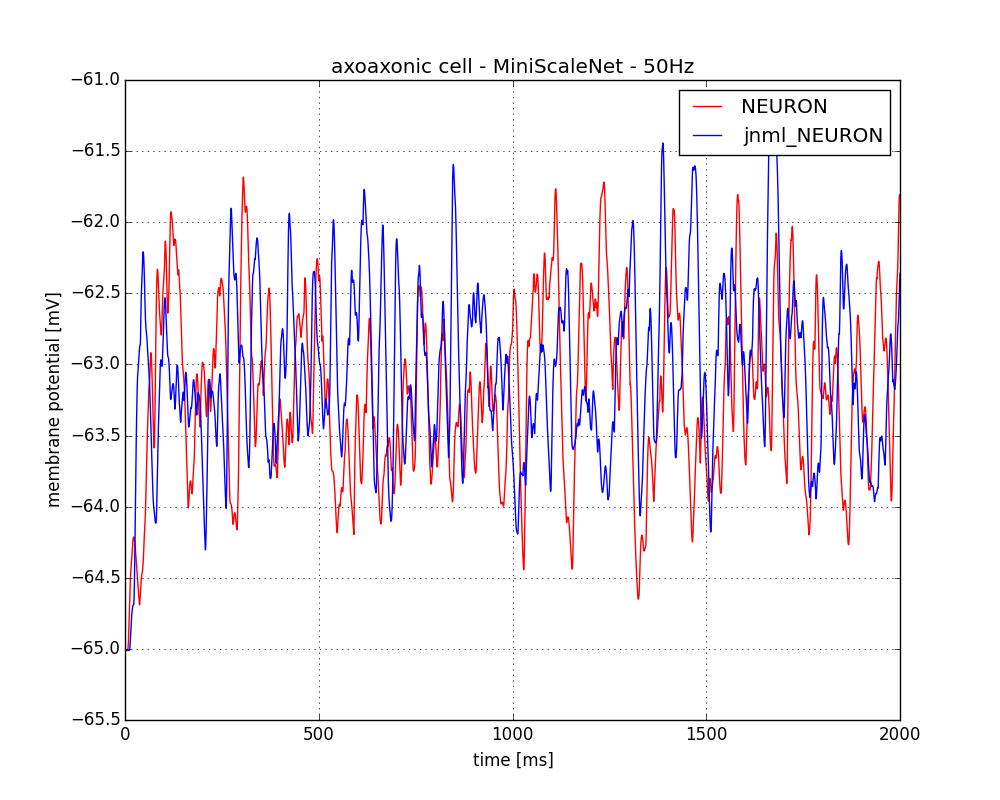 axoaxonic cell - MiniScaleNet - 50Hz
NEURON
jnml_NEURON
membrane potential [mV]
−61.0
−61.5
−62.0
−62.5
−63.0
−63.5
−64.0
−64.5
−65.0
−65.5
0 500 1000 1500 2000
time [ms]